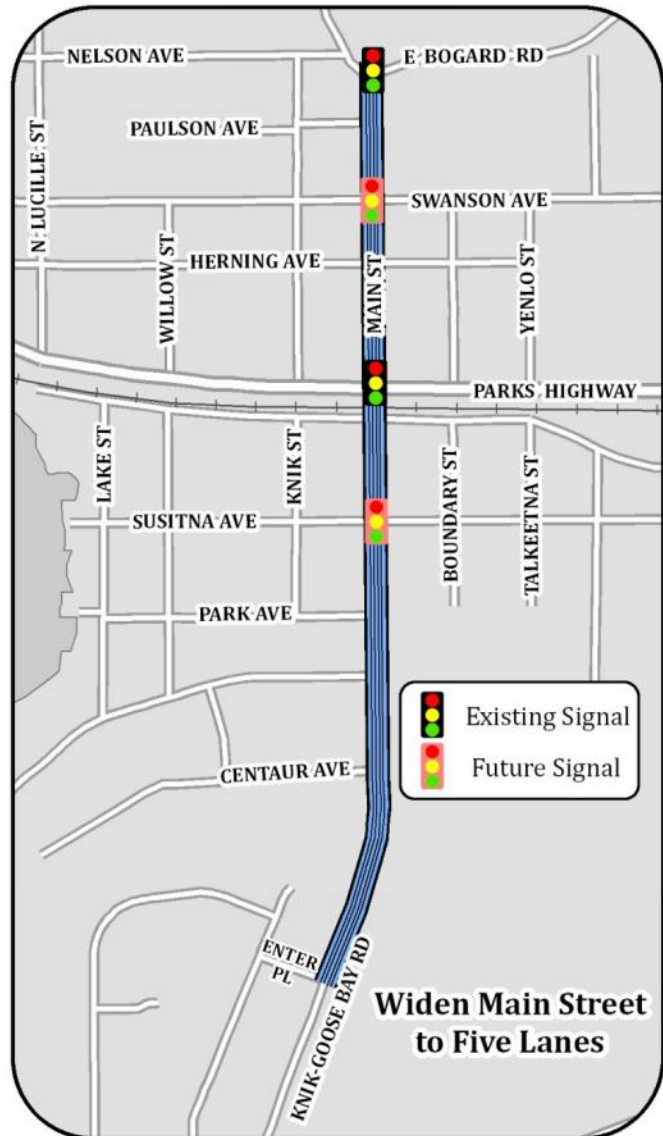 NELSON AVE
E BOGARD RD
PAULSON AVE
N LUCILLE ST
SWANSON AVE
WILLOW ST
HERNING AVE
MAIN ST
YENLO ST
PARKS HIGHWAY
LAKE ST
KNIK ST
BOUNDARY ST
TALKEETNA ST
SUSITNA AVE
PARK AVE
Existing Signal
Future Signal
CENTAUR AVE
ENTER
PL
KNIK-GOOSE BAY RD
Widen Main Street
to Five Lanes